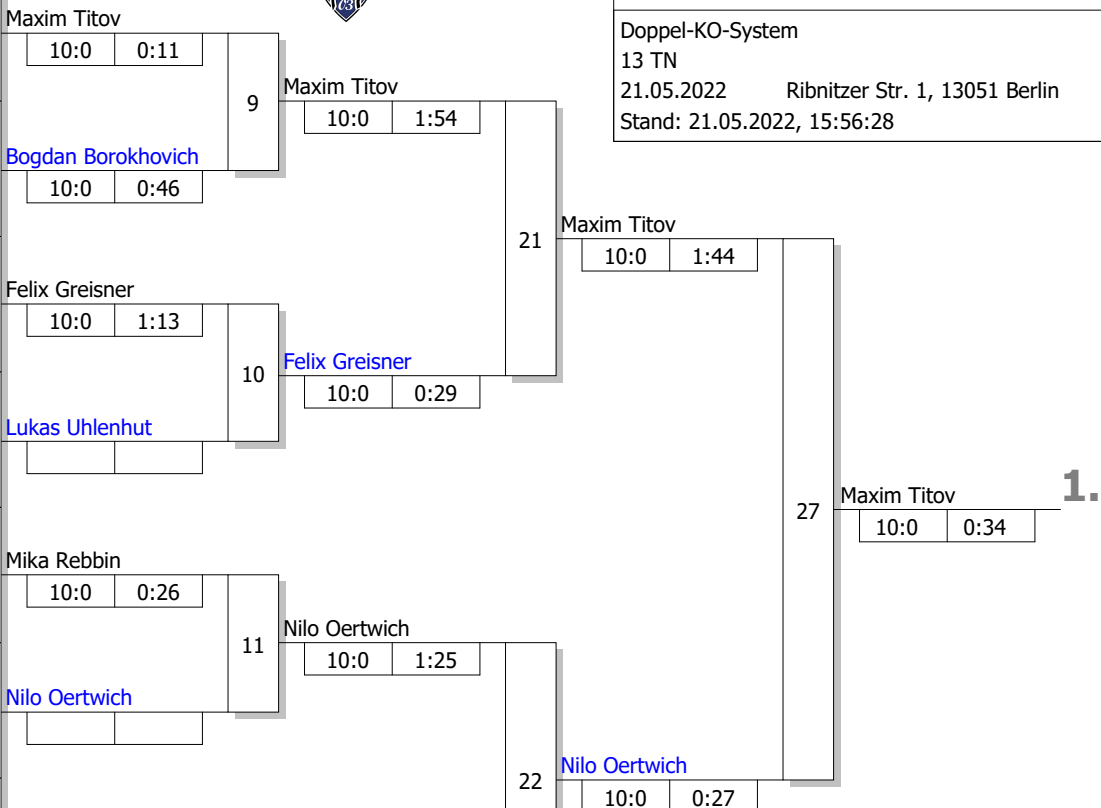 Maxim Titov
10:0 0:11
9
Maxim Titov
10:0 1:54
Bogdan Borokhovich
10:0 0:46
21
Maxim Titov
10:0 1:44
Felix Greisner
10:0 1:13
10
Felix Greisner
10:0 0:29
Lukas Uhlenhut
27
Maxim Titov
10:0 0:34
1.
Mika Rebbin
10:0 0:26
11
Nilo Oertwich
10:0 1:25
Nilo Oertwich
22
Nilo Oertwich
10:0 0:27
Doppel-KO-System
13 TN
21.05.2022 Ribnitzer Str. 1, 13051 Berlin
Stand: 21.05.2022, 15:56:28